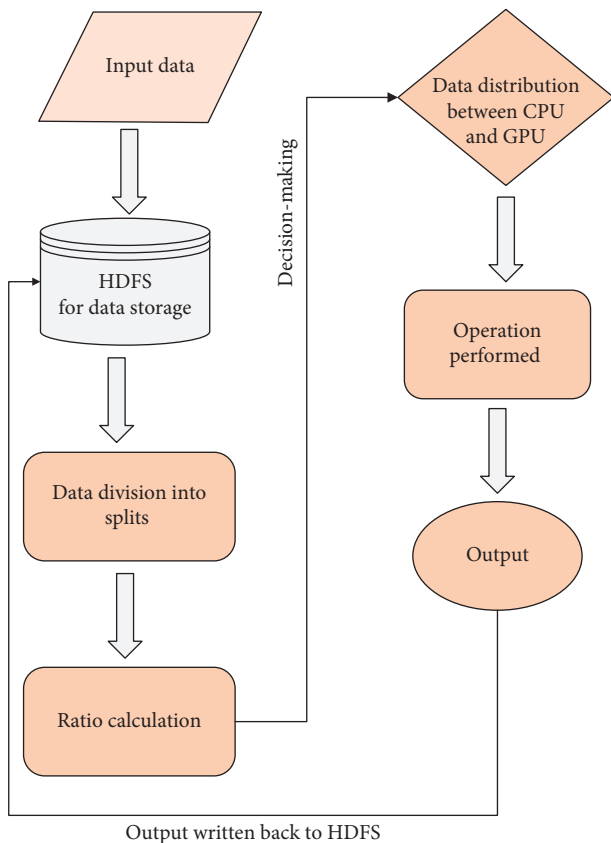 Input data
HDFS
for data storage
Data division into
splits
Ratio calculation
Decision-making
Data distribution
between CPU
and GPU
Operation
performed
Output
Output written back to HDFS